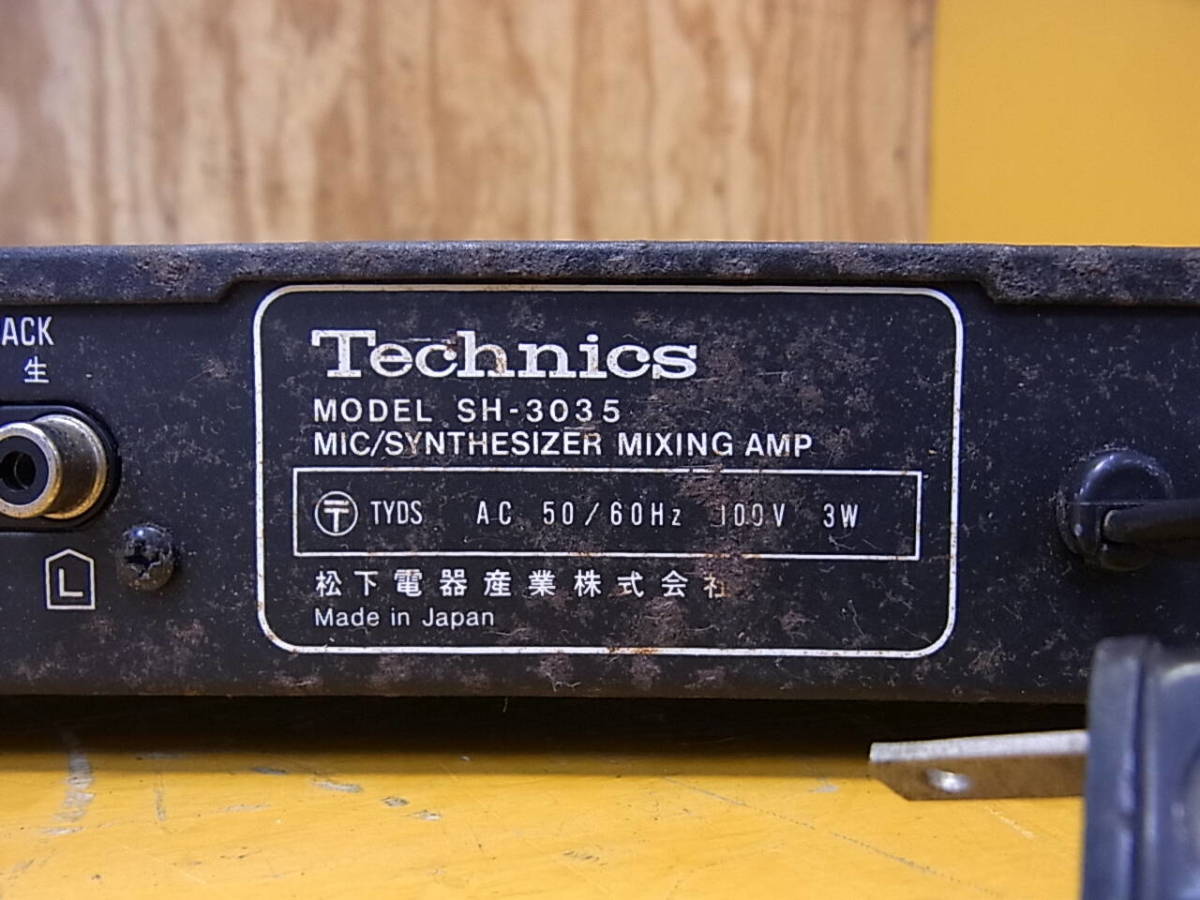 ACK
生
L
Technics
MODEL SH-3035
MIC/SYNTHESIZER MIXING AMP
〒 TYDS AC 50/60Hz 100V 3W
松下電器産業株式会社
Made in Japan